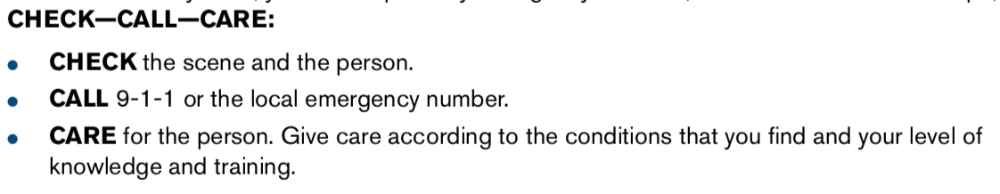 CHECK—CALL—CARE:
• CHECK the scene and the person.
• CALL 9-1-1 or the local emergency number.
• CARE for the person. Give care according to the conditions that you find and your level of
knowledge and training.